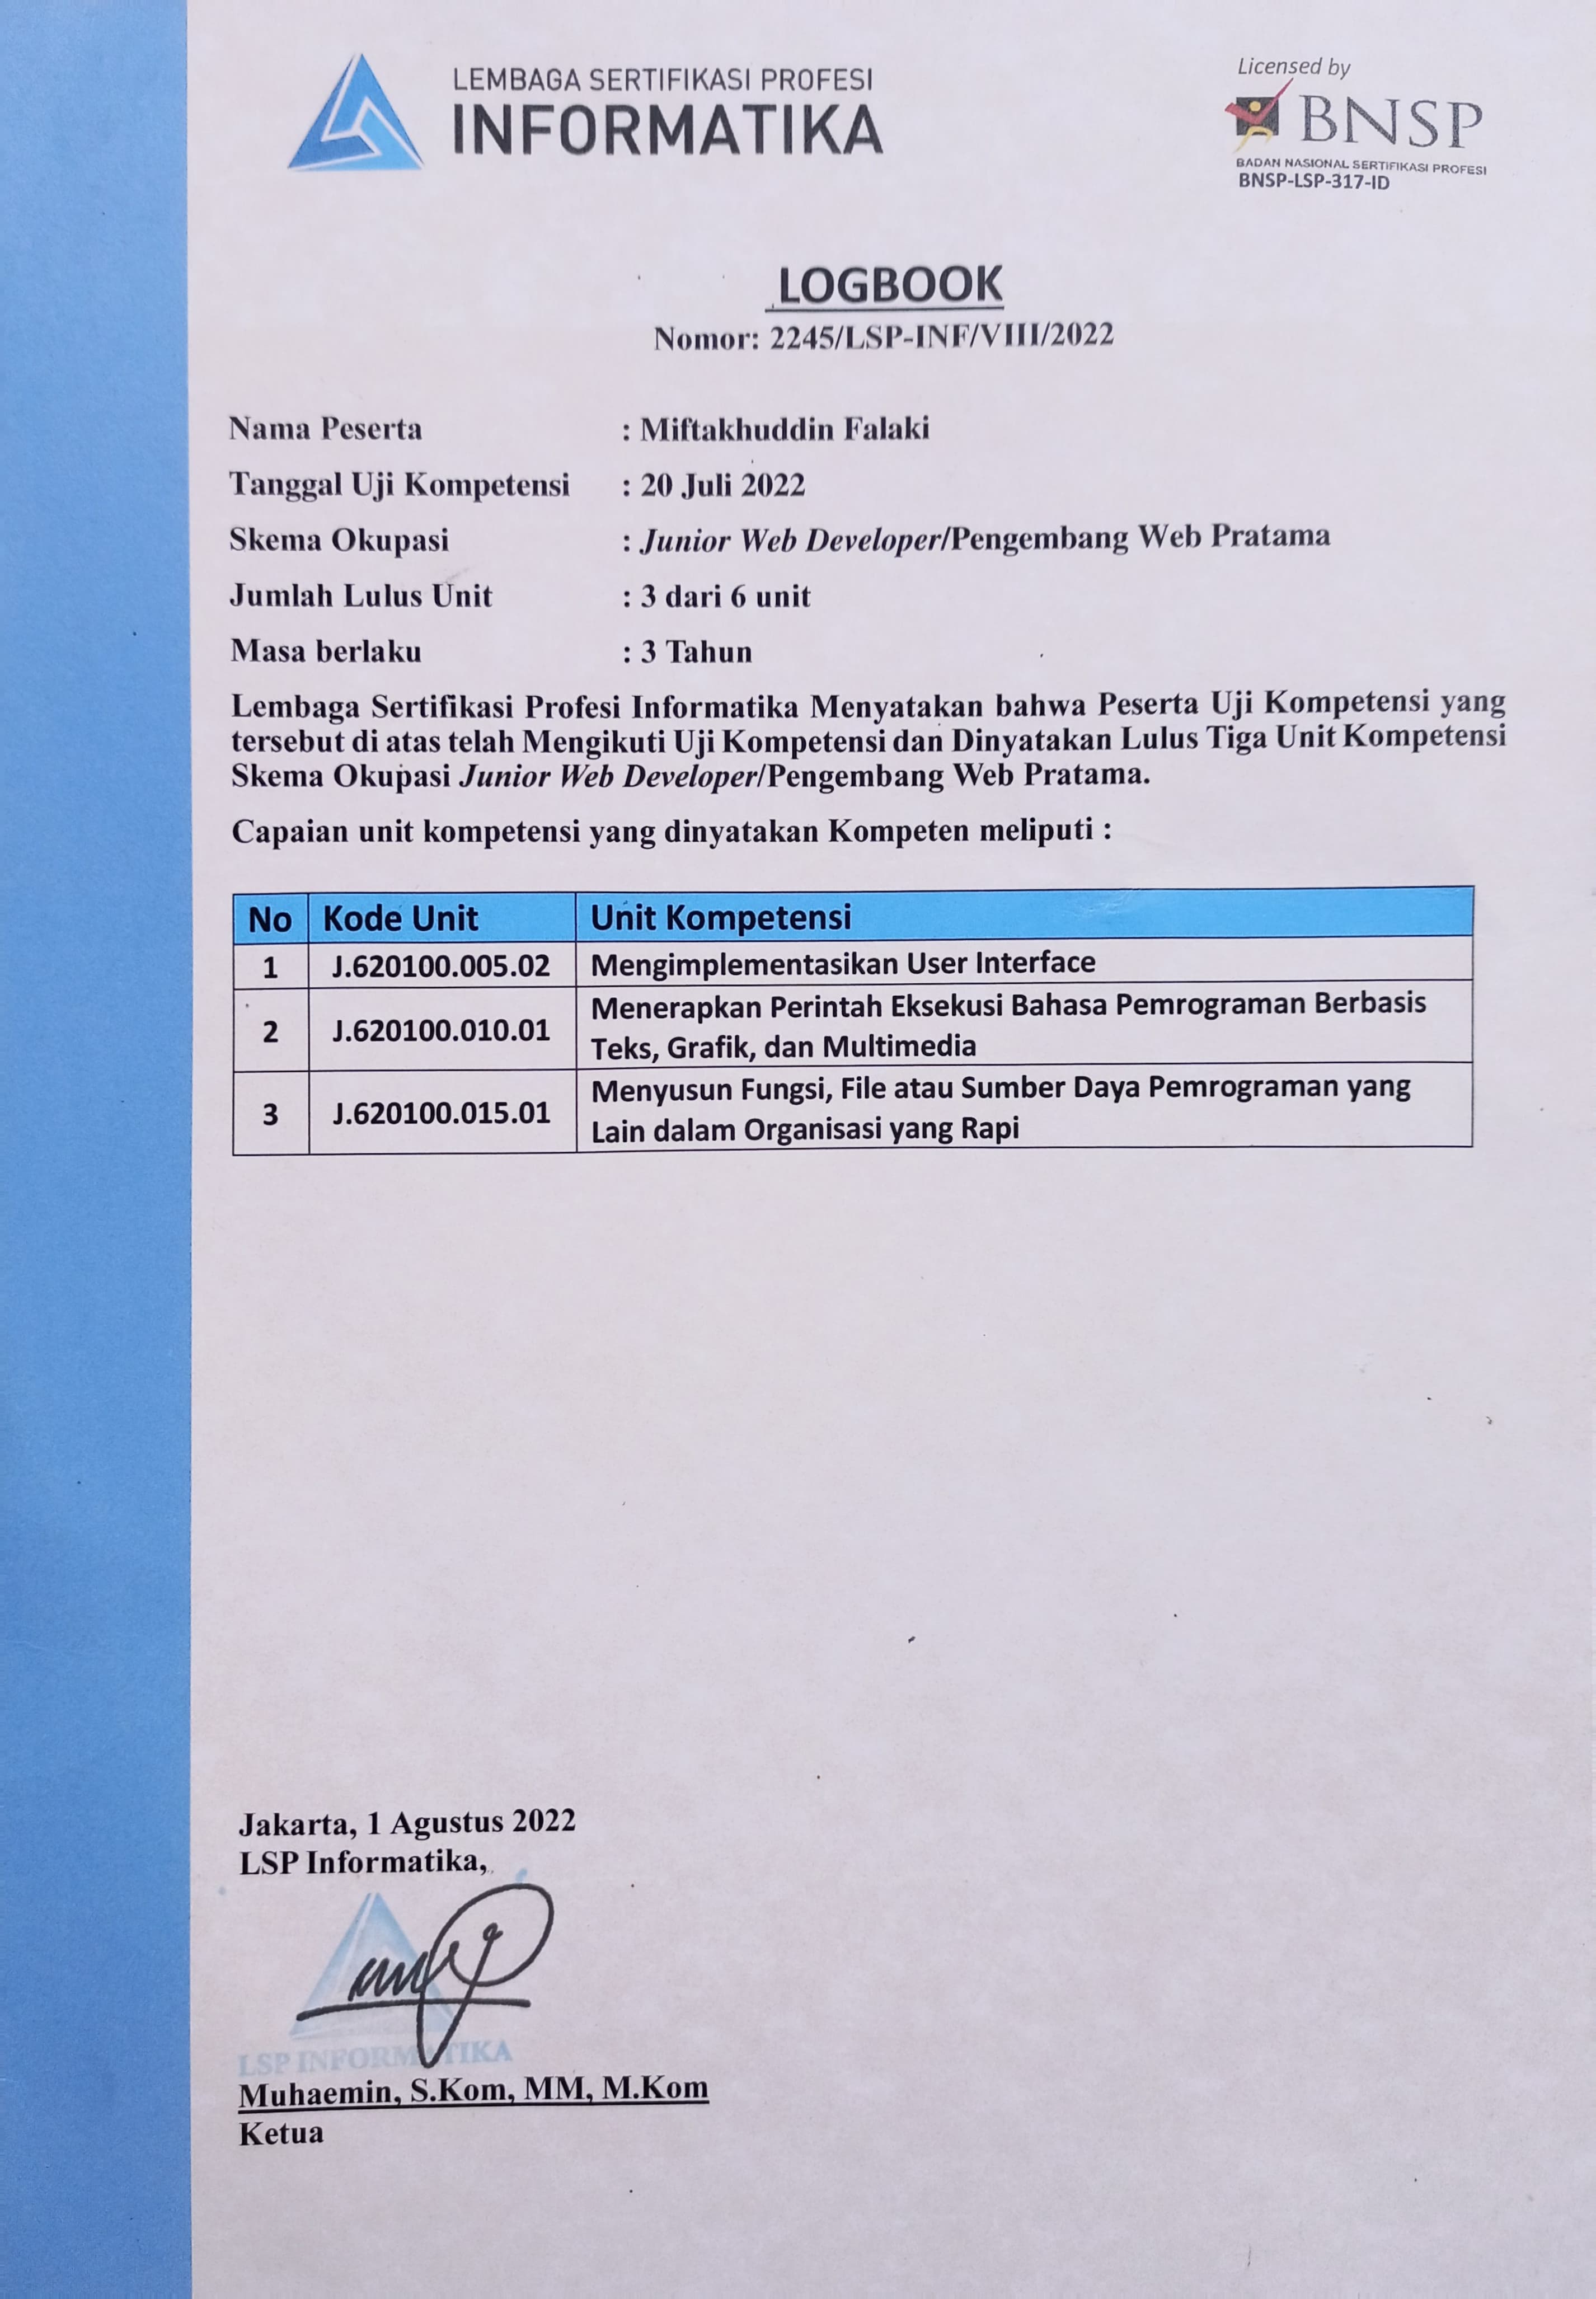 LEMBAGA SERTIFIKASI PROFESI
INFORMATIKA
Licensed by
BNSP
BADAN NASIONAL SERTIFIKASI PROFESI
BNSP-LSP-317-ID
LOGBOOK
Nomor: 2245/LSP-INF/VIII/2022
Nama Peserta : Miftakhuddin Falaki
Tanggal Uji Kompetensi : 20 Juli 2022
Skema Okupasi : Junior Web Developer/Pengembang Web Pratama
Jumlah Lulus Unit : 3 dari 6 unit
Masa berlaku : 3 Tahun
Lembaga Sertifikasi Profesi Informatika Menyatakan bahwa Peserta Uji Kompetensi yang
tersebut di atas telah Mengikuti Uji Kompetensi dan Dinyatakan Lulus Tiga Unit Kompetensi
Skema Okupasi Junior Web Developer/Pengembang Web Pratama.
Capaian unit kompetensi yang dinyatakan Kompeten meliputi :
No Kode Unit Unit Kompetensi
1 J.620100.005.02 Mengimplementasikan User Interface
2 J.620100.010.01 Menerapkan Perintah Eksekusi Bahasa Pemrograman Berbasis
Teks, Grafik, dan Multimedia
3 J.620100.015.01 Menyusun Fungsi, File atau Sumber Daya Pemrograman yang
Lain dalam Organisasi yang Rapi
Jakarta, 1 Agustus 2022
LSP Informatika,
LSP INFORMATIKA
Muhaemin, S.Kom, MM, M.Kom
Ketua